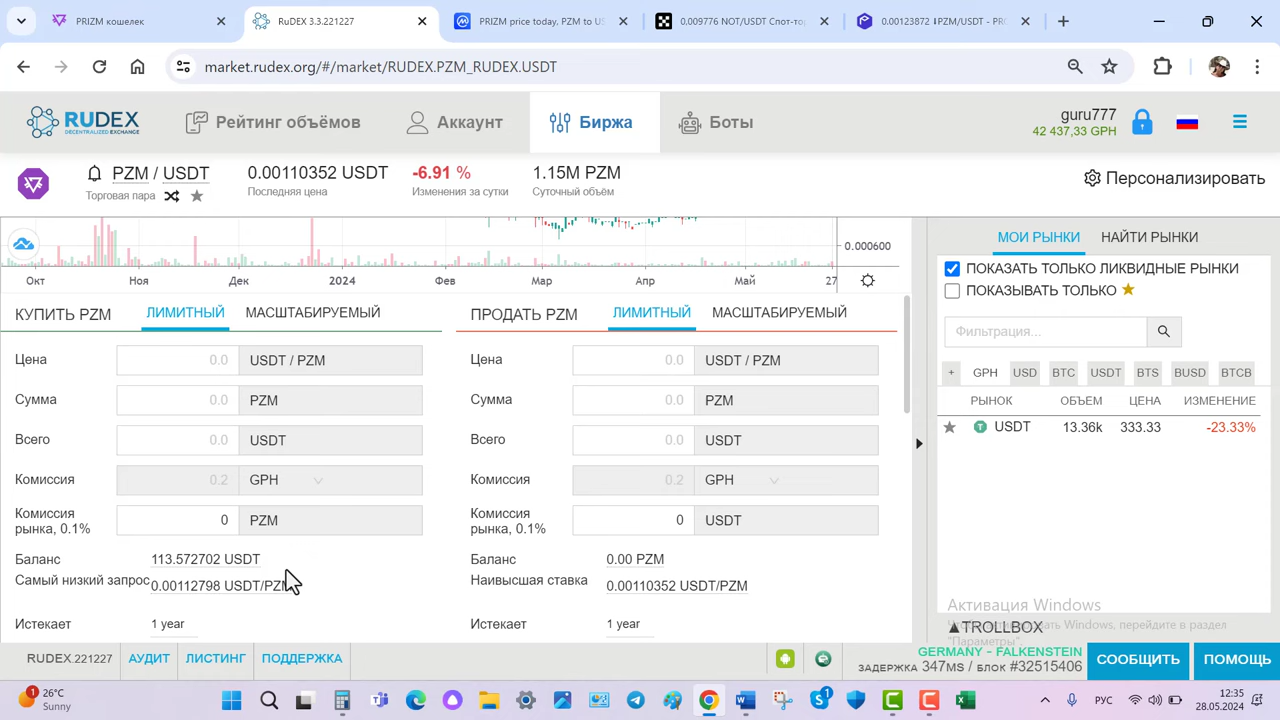 PRIZM кошелек
RuDEX 3.3.221227
PRIZM price today, PZM to US
0.009776 NOT/USDT Спот-тор
0.00123872 PZM/USDT - PRO
market.rudex.org/#/market/RUDEX.PZM_RUDEX.USDT
RUDEX
DECENTRALIZED EXCHANGE
Рейтинг объёмов
Аккаунт
Биржа
Боты
guru777
42 437,33 GPH
PZM / USDT
Торговая пара
0.00110352 USDT
Последняя цена
-6.91 %
Изменения за сутки
1.15M PZM
Суточный объём
Персонализировать
0.000600
Окт Ноя Дек 2024 Фев Мар Апр Май 27
КУПИТЬ PZM ЛИМИТНЫЙ МАСШТАБИРУЕМЫЙ
Цена 0.0 USDT / PZM
Сумма 0.0 PZM
Всего 0.0 USDT
Комиссия 0.2 GPH
Комиссия рынка, 0.1% 0 PZM
Баланс 113.572702 USDT
Самый низкий запрос 0.00112798 USDT/PZM
Истекает 1 year
ПРОДАТЬ PZM ЛИМИТНЫЙ МАСШТАБИРУЕМЫЙ
Цена 0.0 USDT / PZM
Сумма 0.0 PZM
Всего 0.0 USDT
Комиссия 0.2 GPH
Комиссия рынка, 0.1% 0 USDT
Баланс 0.00 PZM
Наивысшая ставка 0.00110352 USDT/PZM
Истекает 1 year
МОИ РЫНКИ НАЙТИ РЫНКИ
ПОКАЗАТЬ ТОЛЬКО ЛИКВИДНЫЕ РЫНКИ
ПОКАЗЫВАТЬ ТОЛЬКО
Фильтрация...
+ GPH USD BTC USDT BTS BUSD BTCB
РЫНОК ОБЪЕМ ЦЕНА ИЗМЕНЕНИЕ
USDT 13.36k 333.33 -23.33%
Активация Windows
Чтобы активировать Windows, перейдите в раздел
"Параметры".
▲TROLLBOX
RUDEX.221227 АУДИТ ЛИСТИНГ ПОДДЕРЖКА
GERMANY - FALKENSTEIN
ЗАДЕРЖКА 347MS / БЛОК #32515406
СООБЩИТЬ
ПОМОЩЬ
1
26°C
Sunny
1
РУС
12:35
28.05.2024